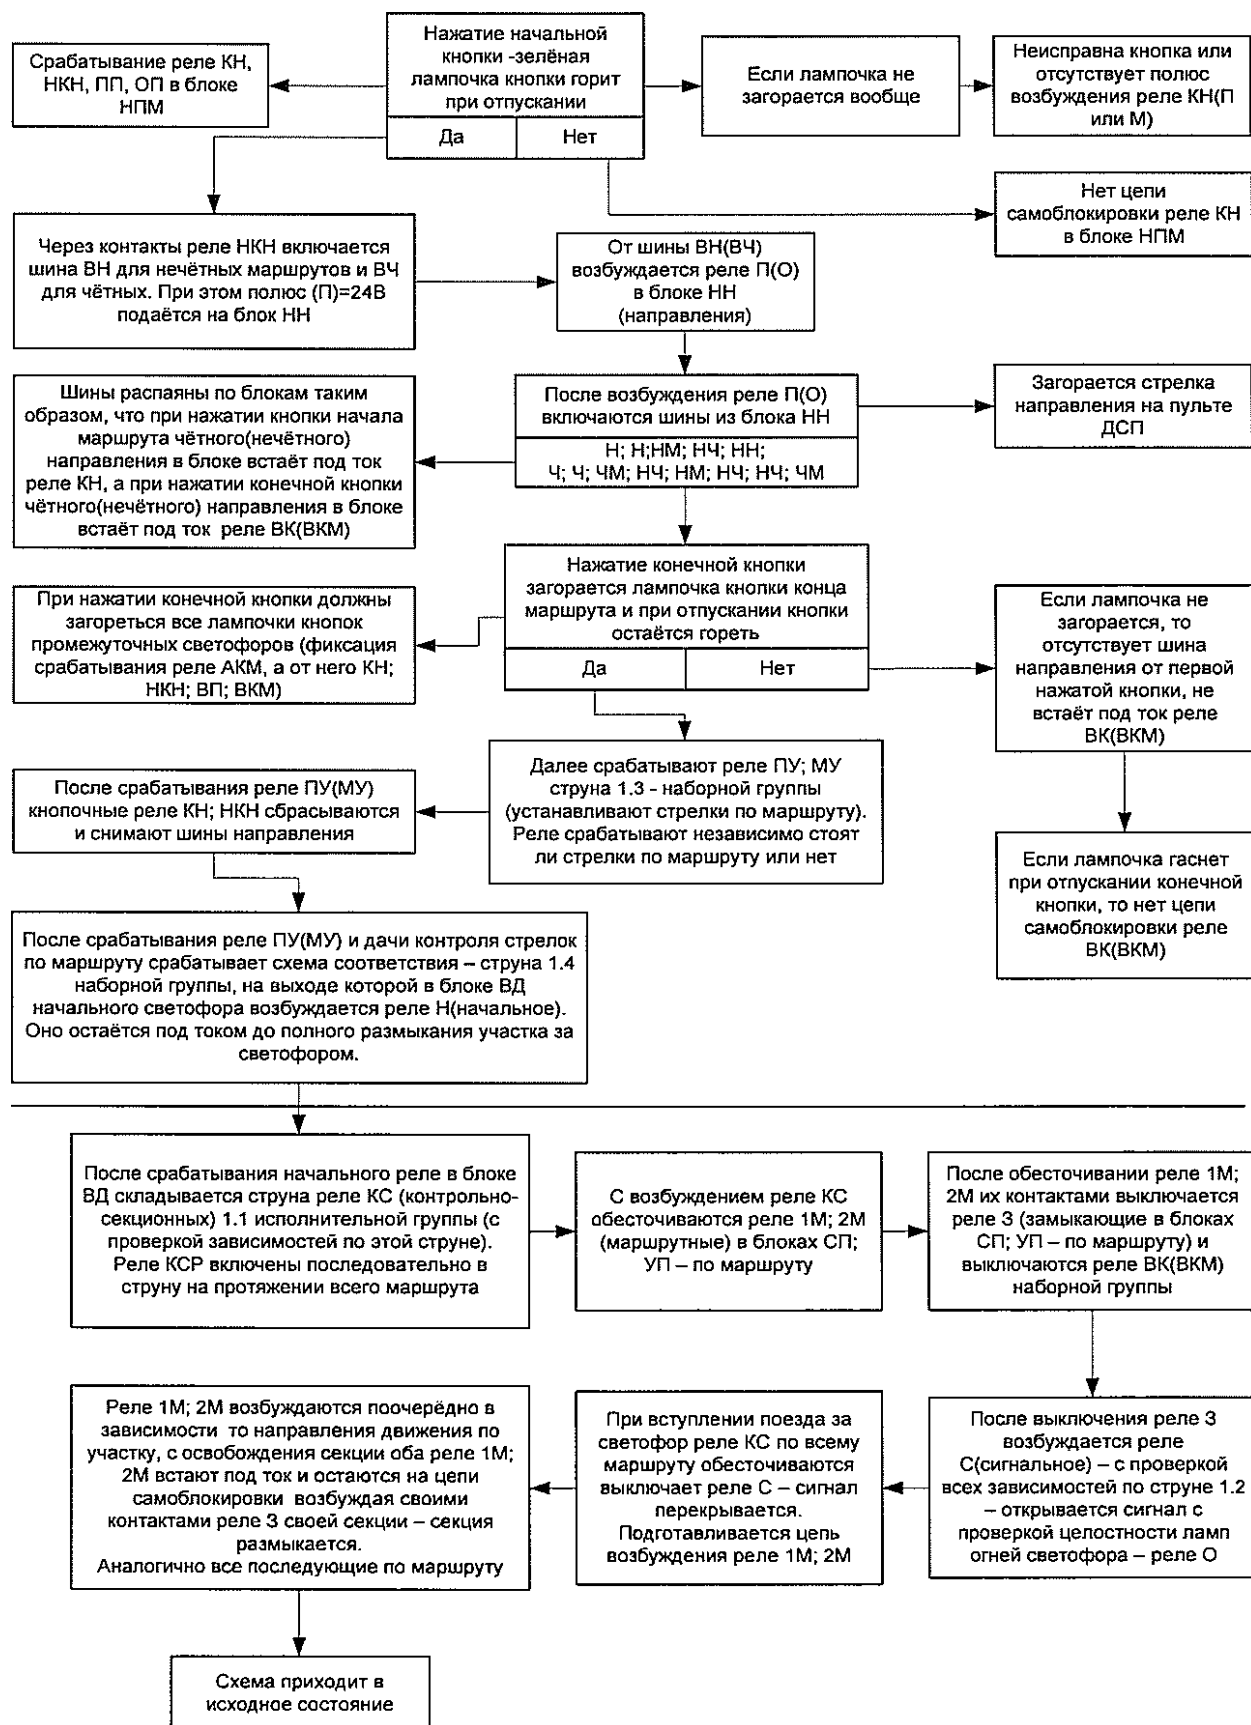 Нажатие начальной
кнопки -зелёная
лампочка кнопки горит
при отпускании
Да
Нет
Срабатывание реле КН,
НКН, ПП, ОП в блоке
НПМ
Если лампочка не
загорается вообще
Неисправна кнопка или
отсутствует полюс
возбуждения реле КН(П
или М)
Нет цепи
самоблокировки реле КН
в блоке НПМ
Через контакты реле НКН включается
шина ВН для нечётных маршрутов и ВЧ
для чётных. При этом полюс (П)=24В
подаётся на блок НН
От шины ВН(ВЧ)
возбуждается реле П(О)
в блоке НН
(направления)
После возбуждения реле П(О)
включаются шины из блока НН
Н; Н;НМ; НЧ; НН;
Ч; Ч; ЧМ; НЧ; НМ; НЧ; НЧ; ЧМ
Загорается стрелка
направления на пульте
ДСП
Шины распаяны по блокам таким
образом, что при нажатии кнопки начала
маршрута чётного(нечётного)
направления в блоке встаёт под ток
реле КН, а при нажатии конечной кнопки
чётного(нечётного) направления в блоке
встаёт под ток реле ВК(ВКМ)
Нажатие конечной кнопки
загорается лампочка кнопки конца
маршрута и при отпускании кнопки
остаётся гореть
Да
Нет
При нажатии конечной кнопки должны
загореться все лампочки кнопок
промежуточных светофоров (фиксация
срабатывания реле АКМ, а от него КН;
НКН; ВП; ВКМ)
Если лампочка не
загорается, то
отсутствует шина
направления от первой
нажатой кнопки, не
встаёт под ток реле
ВК(ВКМ)
Далее срабатывают реле ПУ; МУ
струна 1.3 - наборной группы
(устанавливают стрелки по маршруту).
Реле срабатывают независимо стоят
ли стрелки по маршруту или нет
После срабатывания реле ПУ(МУ)
кнопочные реле КН; НКН сбрасываются
и снимают шины направления
Если лампочка гаснет
при отпускании конечной
кнопки, то нет цепи
самоблокировки реле
ВК(ВКМ)
После срабатывания реле ПУ(МУ) и дачи контроля стрелок
по маршруту срабатывает схема соответствия – струна 1.4
наборной группы, на выходе которой в блоке ВД
начального светофора возбуждается реле Н(начальное).
Оно остаётся под током до полного размыкания участка за
светофором.
После срабатывания начального реле в блоке
ВД складывается струна реле КС (контрольно-
секционных) 1.1 исполнительной группы (с
проверкой зависимостей по этой струне).
Реле КСР включены последовательно в
струну на протяжении всего маршрута
С возбуждением реле КС
обесточиваются реле 1М; 2М
(маршрутные) в блоках СП;
УП – по маршруту
После обесточивании реле 1М;
2М их контактами выключается
реле З (замыкающие в блоках
СП; УП – по маршруту) и
выключаются реле ВК(ВКМ)
наборной группы
Реле 1М; 2М возбуждаются поочерёдно в
зависимости то направления движения по
участку, с освобождения секции оба реле 1М;
2М встают под ток и остаются на цепи
самоблокировки возбуждая своими
контактами реле З своей секции – секция
размыкается.
Аналогично все последующие по маршруту
При вступлении поезда за
светофор реле КС по всему
маршруту обесточиваются
выключает реле С – сигнал
перекрывается.
Подготавливается цепь
возбуждения реле 1М; 2М
После выключения реле З
возбуждается реле
С(сигнальное) – с проверкой
всех зависимостей по струне 1.2
– открывается сигнал с
проверкой целостности ламп
огней светофора – реле О
Схема приходит в
исходное состояние